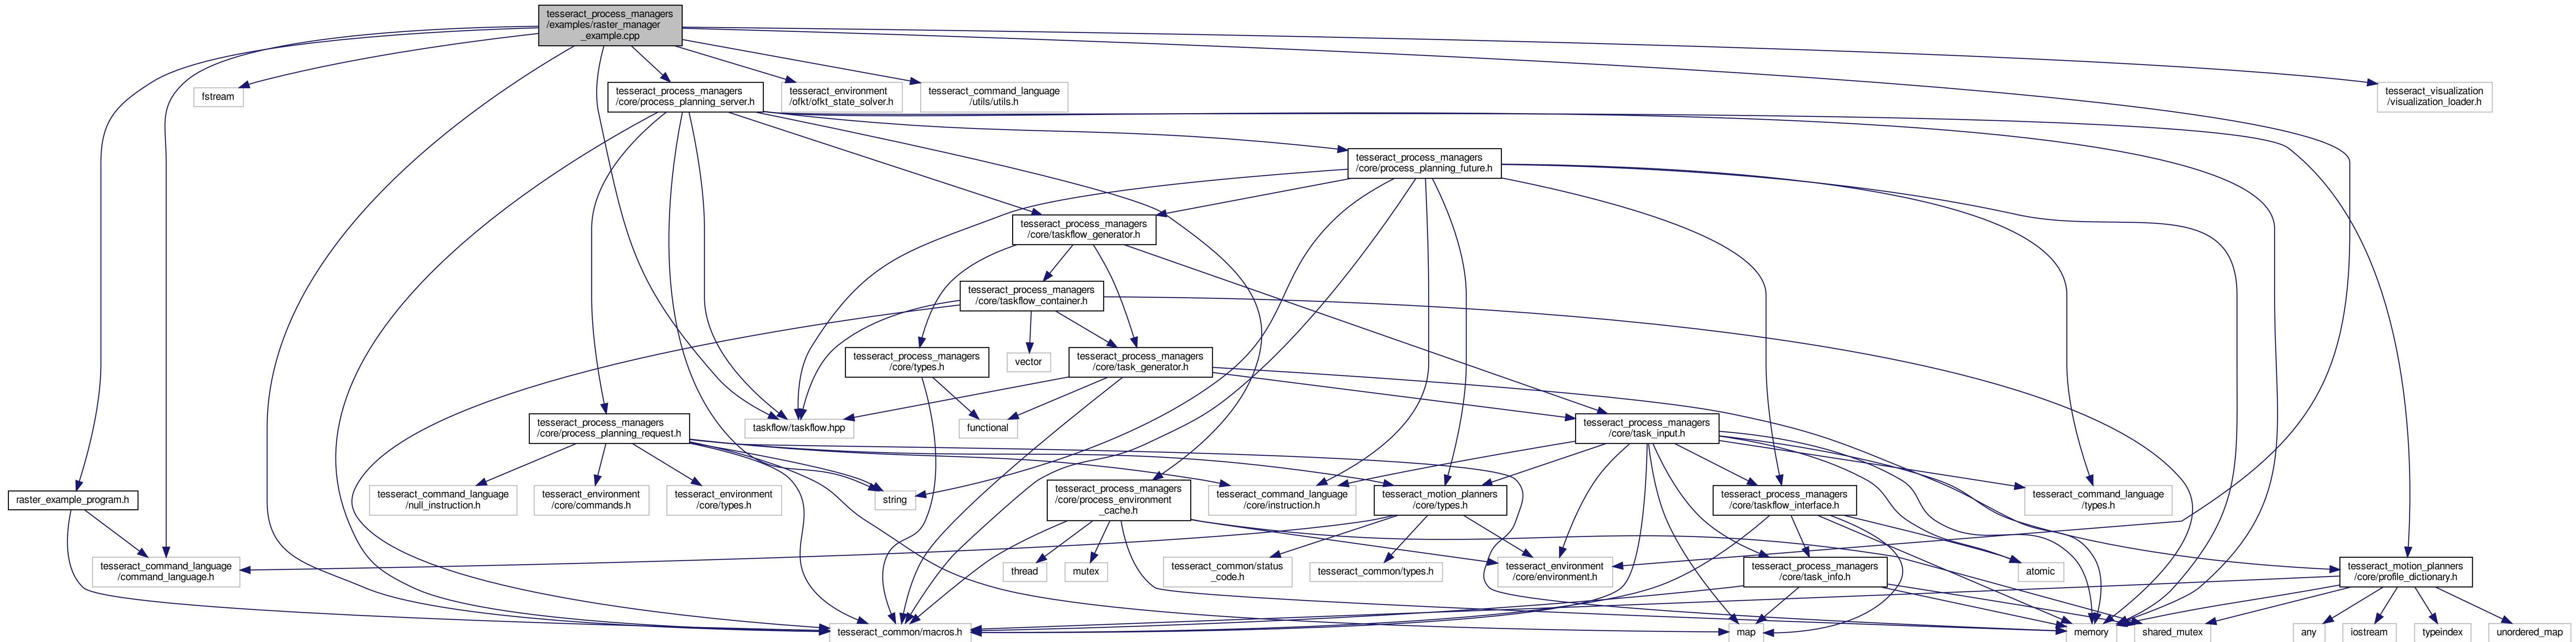 tesseract_process_managers
/examples/raster_manager
_example.cpp
fstream
tesseract_process_managers
/core/process_planning_server.h
tesseract_environment
/ofkt/ofkt_state_solver.h
tesseract_command_language
/utils/utils.h
tesseract_visualization
/visualization_loader.h
tesseract_process_managers
/core/process_planning_future.h
tesseract_process_managers
/core/taskflow_generator.h
tesseract_process_managers
/core/taskflow_container.h
tesseract_process_managers
/core/types.h
vector
tesseract_process_managers
/core/task_generator.h
tesseract_process_managers
/core/process_planning_request.h
taskflow/taskflow.hpp
functional
tesseract_process_managers
/core/task_input.h
raster_example_program.h
tesseract_command_language
/null_instruction.h
tesseract_environment
/core/commands.h
tesseract_environment
/core/types.h
string
tesseract_process_managers
/core/process_environment
_cache.h
tesseract_command_language
/core/instruction.h
tesseract_motion_planners
/core/types.h
tesseract_process_managers
/core/taskflow_interface.h
tesseract_command_language
/types.h
tesseract_command_language
/command_language.h
thread
mutex
tesseract_common/status
_code.h
tesseract_common/types.h
tesseract_environment
/core/environment.h
tesseract_process_managers
/core/task_info.h
atomic
tesseract_motion_planners
/core/profile_dictionary.h
tesseract_common/macros.h
map
memory
shared_mutex
any
iostream
typeindex
unordered_map